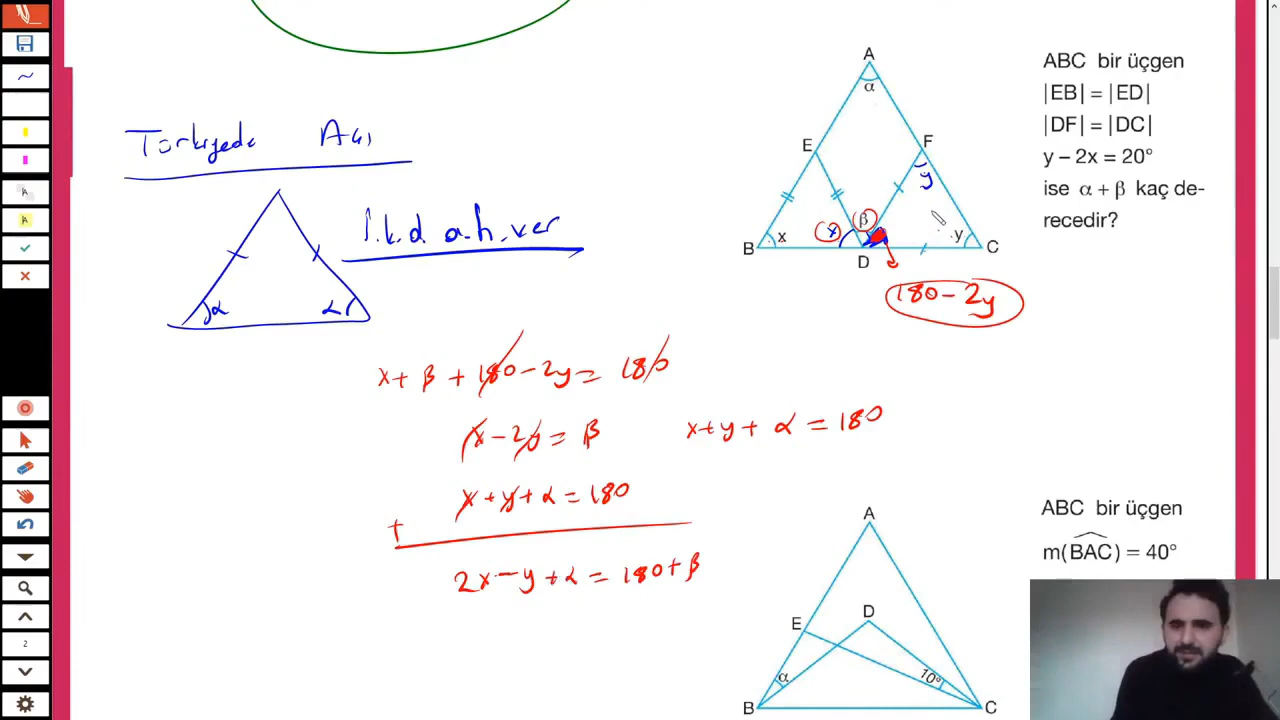 Türkiyede Açı
İ.k.d a.h.ver
α
α
A
α
E
F
y
β
x
B
x
y
C
D
180-2y
ABC bir üçgen
|EB| = |ED|
|DF| = |DC|
y – 2x = 20°
ise α + β kaç de-
recedir?
x + β + 180 - 2y = 180
x - 2y = β
x + y + α = 180
x + y + α = 180
+
2x - y + α = 180 + β
ABC bir üçgen
m(BAC) = 40°
A
E
D
α
10°
B
C
2